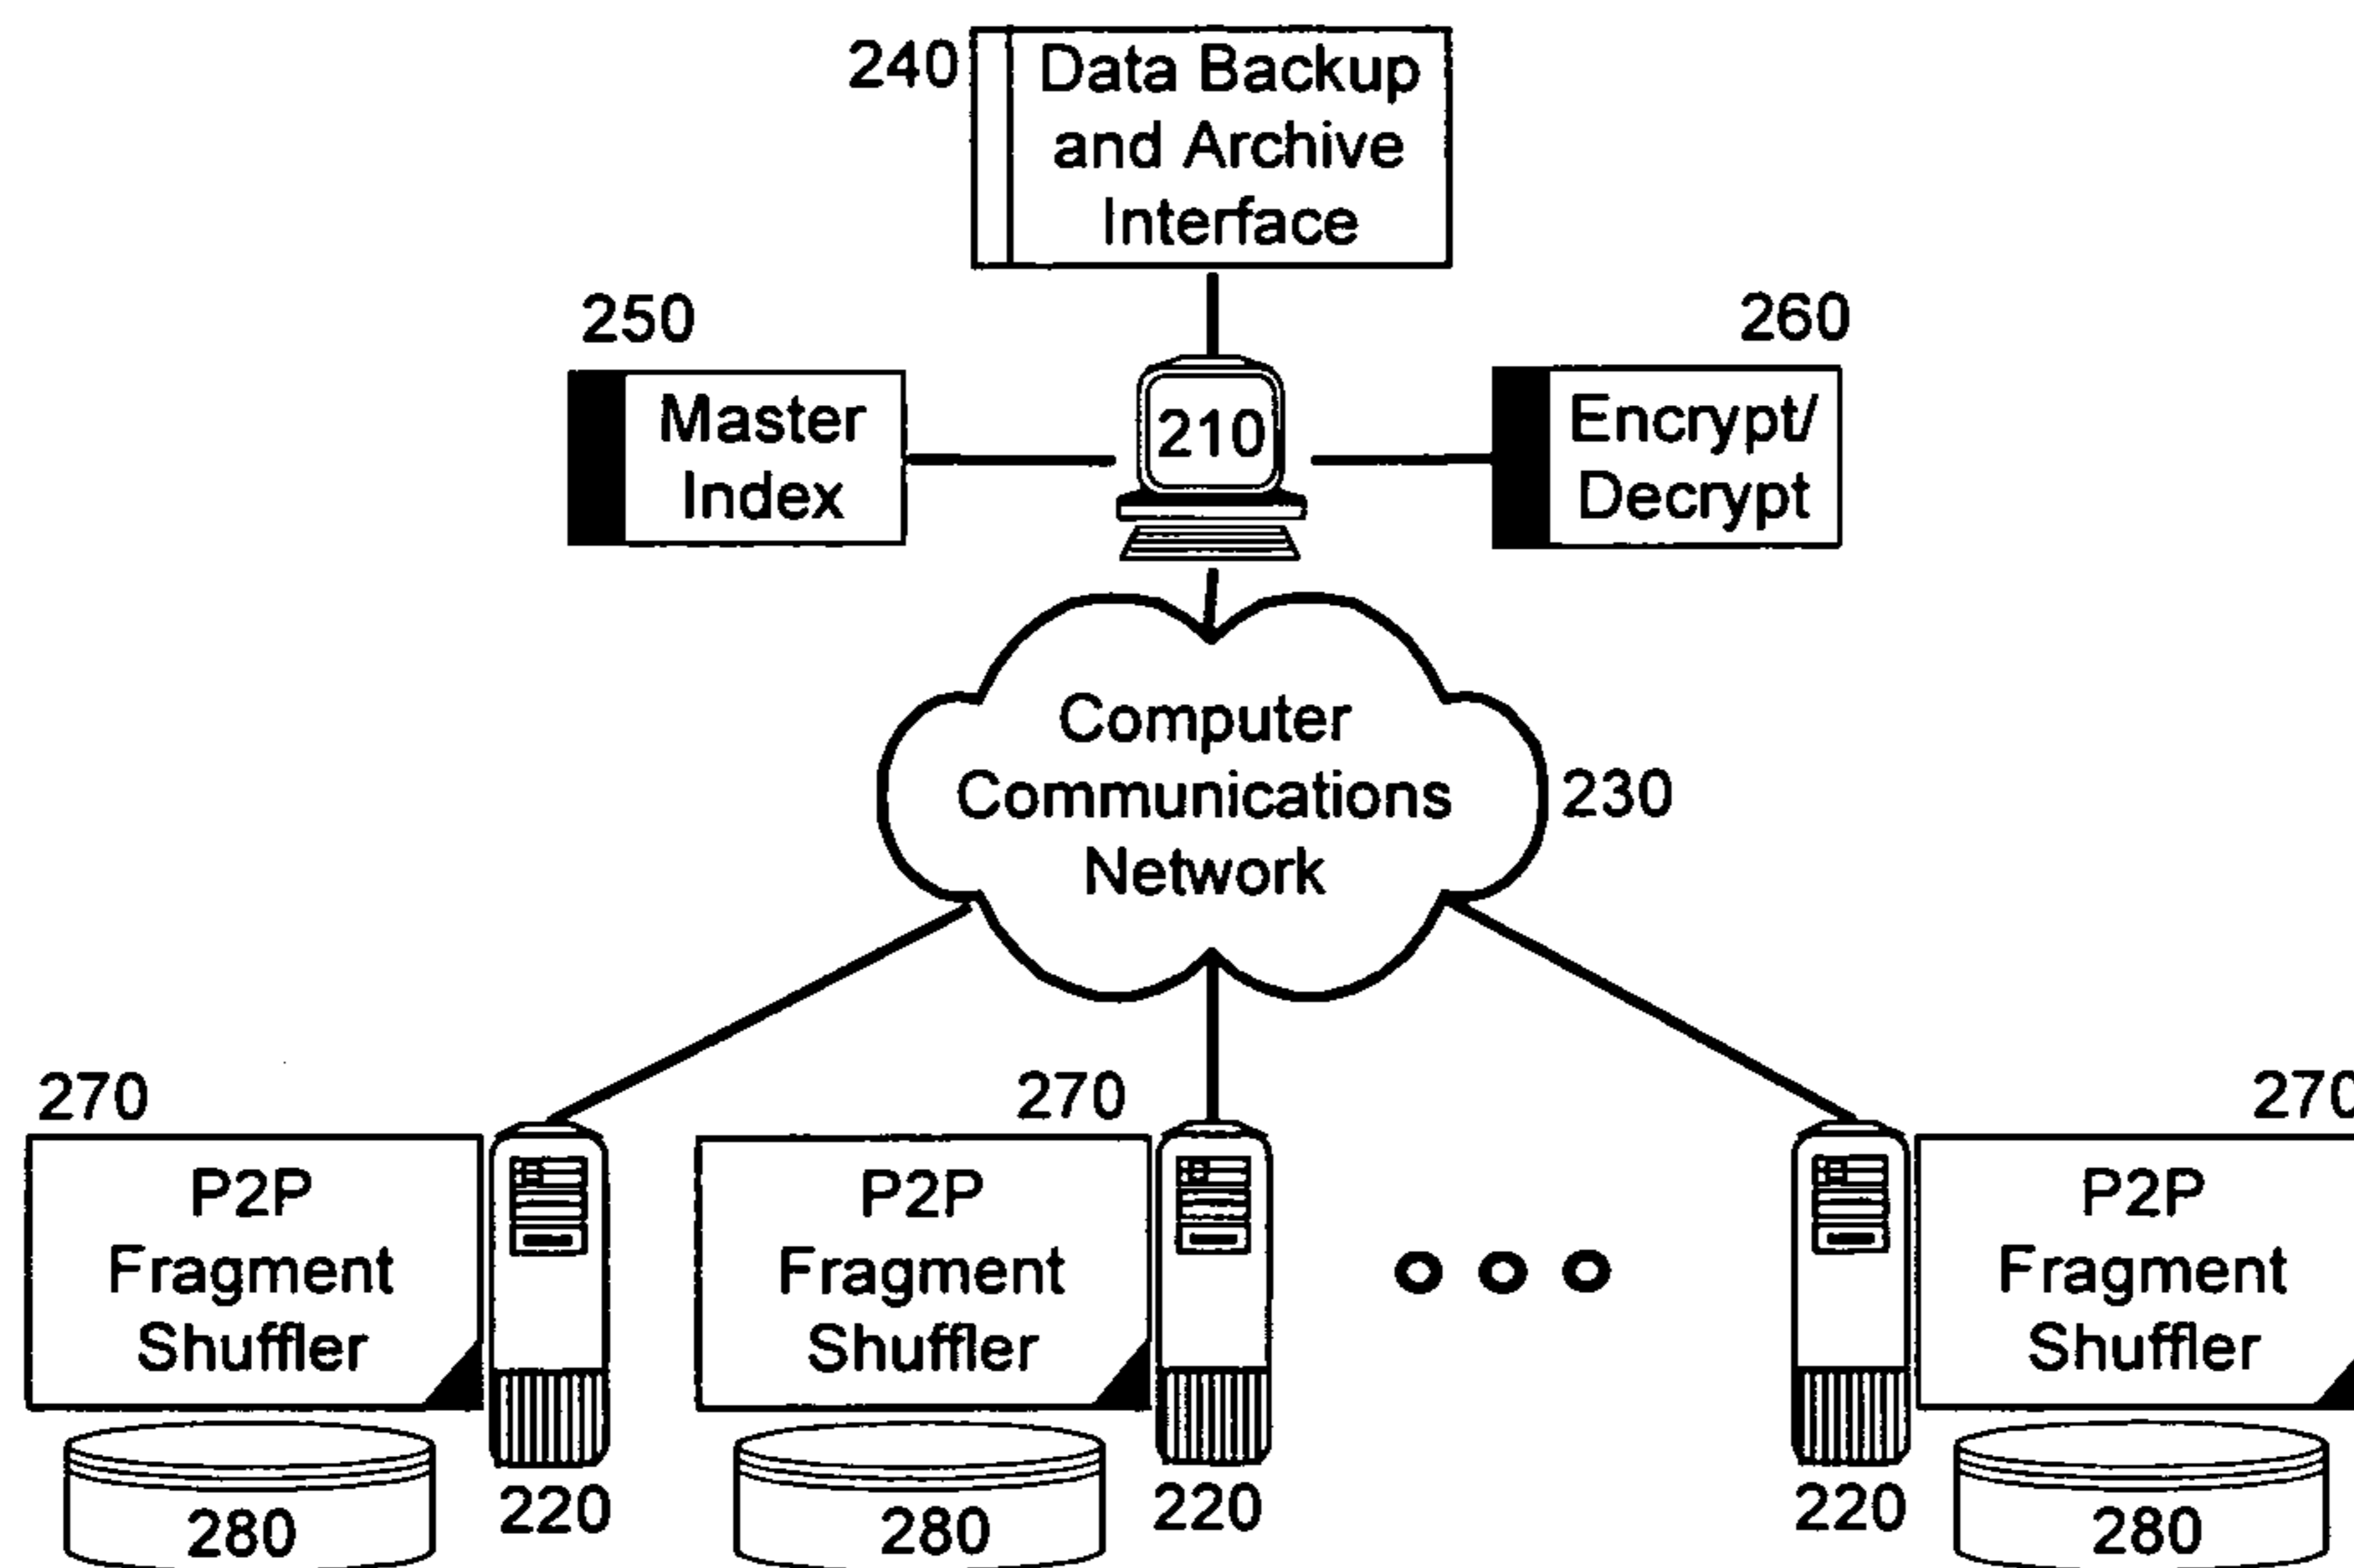 240
Data Backup
and Archive
Interface
250
260
Master
Index
210
Encrypt/
Decrypt
Computer
Communications
Network
230
270
270
270
P2P
Fragment
Shuffler
P2P
Fragment
Shuffler
P2P
Fragment
Shuffler
280
220
280
220
220
280